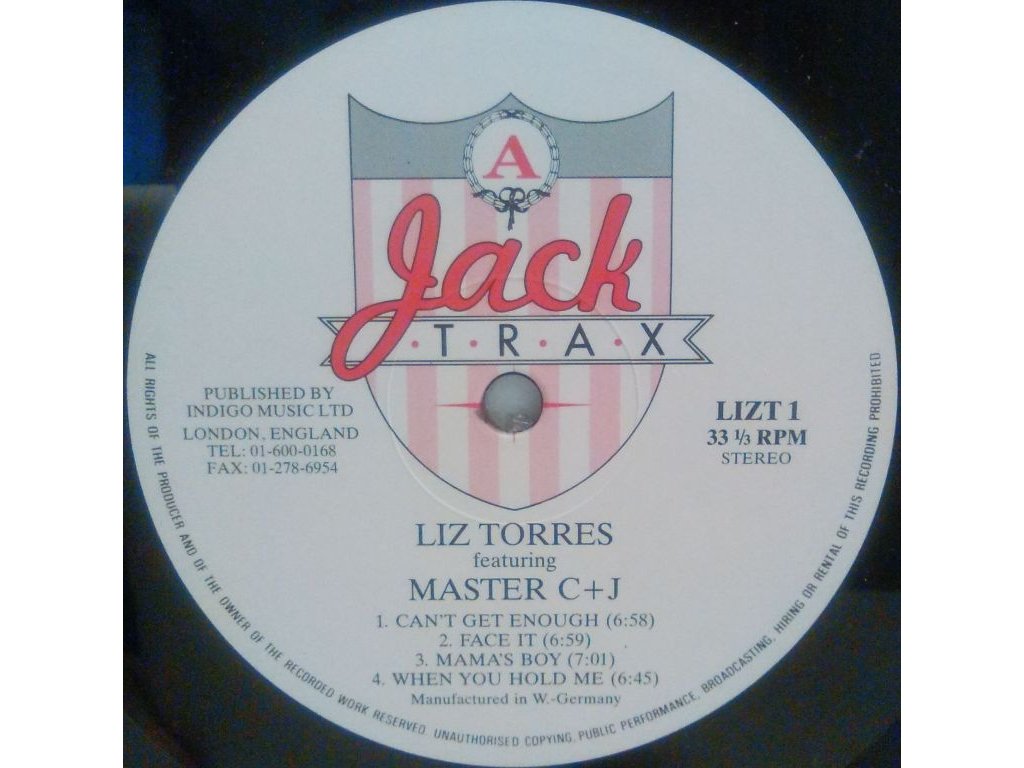 A
Jack
T·R·A·X
PUBLISHED BY
INDIGO MUSIC LTD
LONDON, ENGLAND
TEL: 01-600-0168
FAX: 01-278-6954
LIZT 1
33 ⅓ RPM
STEREO
LIZ TORRES
featuring
MASTER C+J
1. CAN'T GET ENOUGH (6:58)
2. FACE IT (6:59)
3. MAMA'S BOY (7:01)
4. WHEN YOU HOLD ME (6:45)
Manufactured in W.-Germany
ALL RIGHTS OF THE PRODUCER AND OF THE OWNER OF THE RECORDED WORK RESERVED. UNAUTHORISED COPYING, PUBLIC PERFORMANCE, BROADCASTING, HIRING OR RENTAL OF THIS RECORDING PROHIBITED